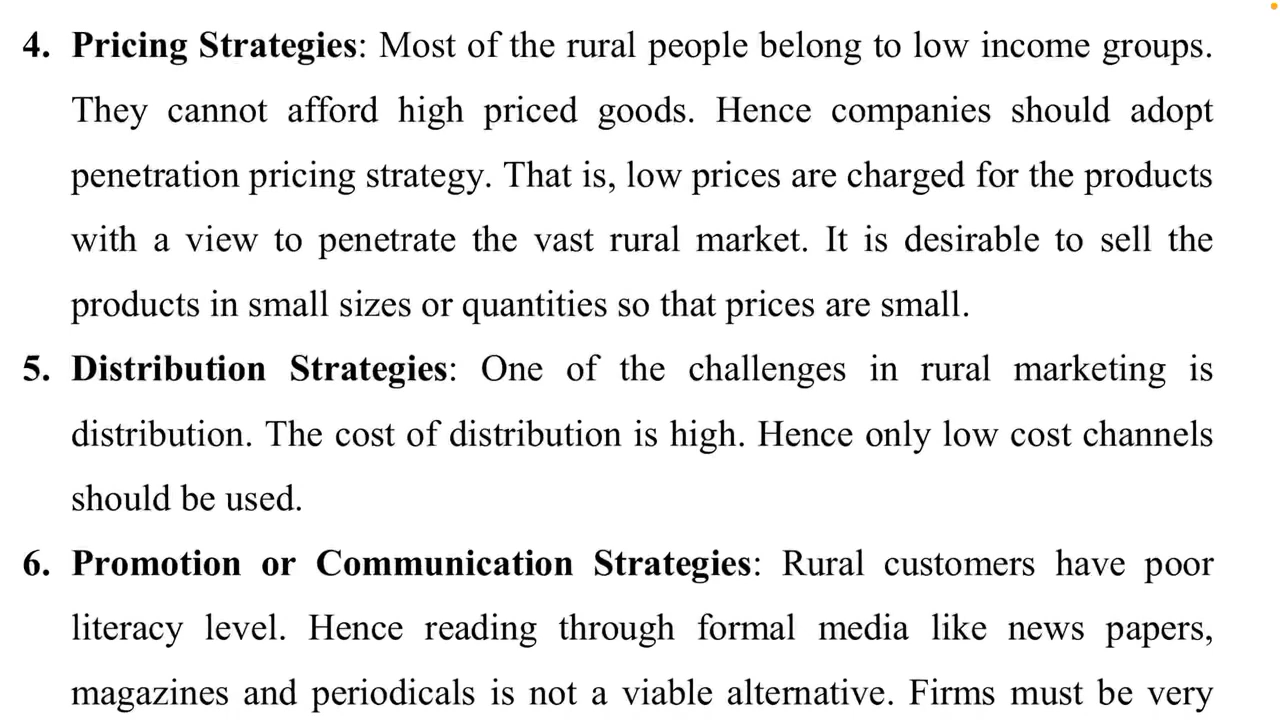 4. Pricing Strategies: Most of the rural people belong to low income groups.
They cannot afford high priced goods. Hence companies should adopt
penetration pricing strategy. That is, low prices are charged for the products
with a view to penetrate the vast rural market. It is desirable to sell the
products in small sizes or quantities so that prices are small.
5. Distribution Strategies: One of the challenges in rural marketing is
distribution. The cost of distribution is high. Hence only low cost channels
should be used.
6. Promotion or Communication Strategies: Rural customers have poor
literacy level. Hence reading through formal media like news papers,
magazines and periodicals is not a viable alternative. Firms must be very